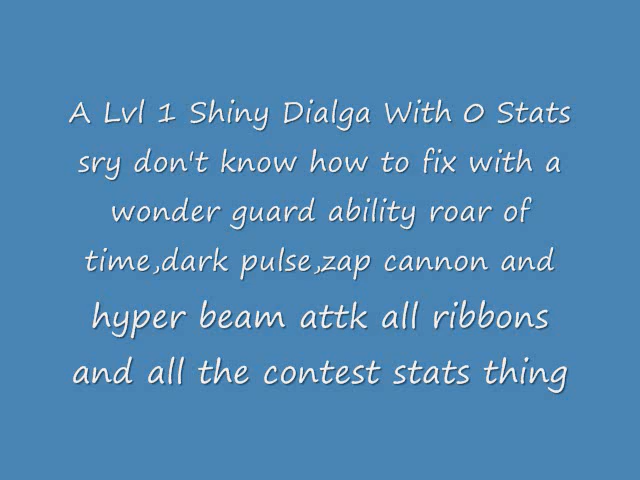 A Lvl 1 Shiny Dialga With 0 Stats
sry don't know how to fix with a
wonder guard ability roar of
time,dark pulse,zap cannon and
hyper beam attk all ribbons
and all the contest stats thing